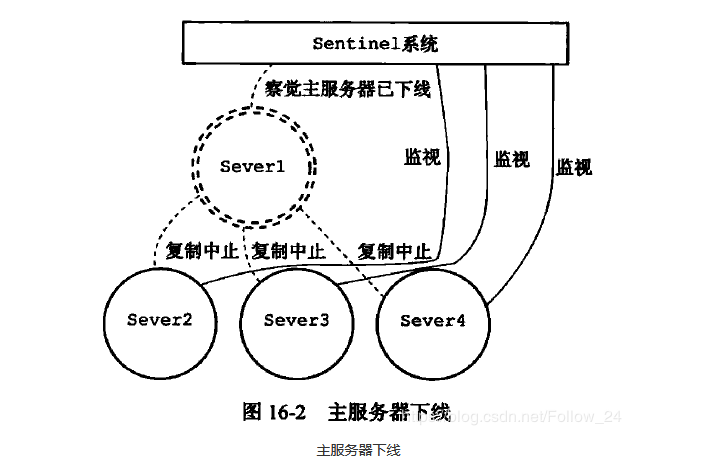 Sentinel系统
察觉主服务器已下线
监视
监视
监视
Sever1
复制中止
复制中止
复制中止
Sever2
Sever3
Sever4
图 16-2 主服务器下线
https://blog.csdn.net/Follow_24
主服务器下线